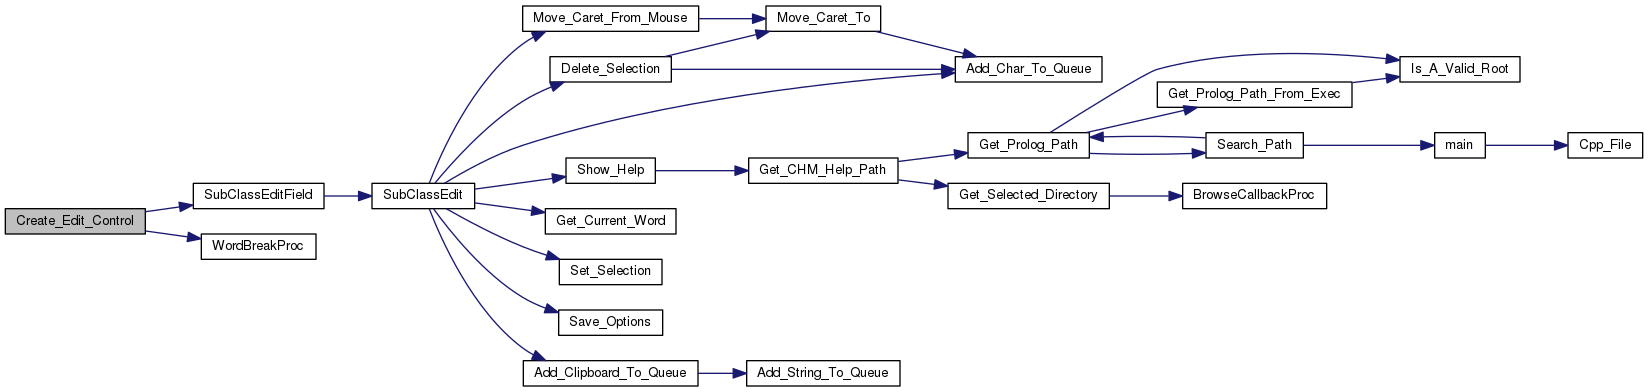 Create_Edit_Control
SubClassEditField
WordBreakProc
SubClassEdit
Move_Caret_From_Mouse
Delete_Selection
Show_Help
Get_Current_Word
Set_Selection
Save_Options
Add_Clipboard_To_Queue
Move_Caret_To
Add_Char_To_Queue
Get_CHM_Help_Path
Add_String_To_Queue
Get_Prolog_Path
Get_Selected_Directory
Get_Prolog_Path_From_Exec
Search_Path
BrowseCallbackProc
Is_A_Valid_Root
main
Cpp_File